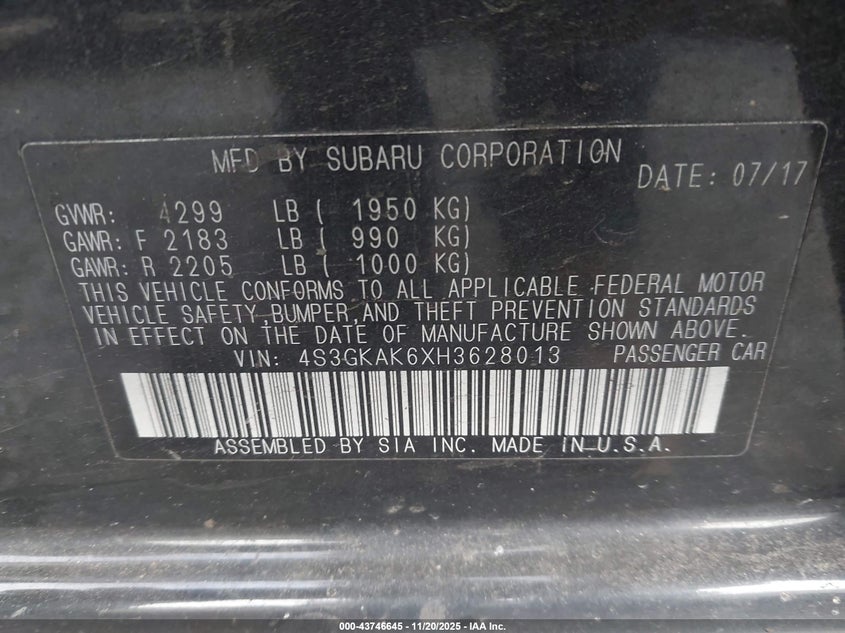 MFD BY SUBARU CORPORATION
DATE: 07/17
GVWR: 4299 LB ( 1950 KG)
GAWR: F 2183 LB ( 990 KG)
GAWR: R 2205 LB ( 1000 KG)
THIS VEHICLE CONFORMS TO ALL APPLICABLE FEDERAL MOTOR
VEHICLE SAFETY,BUMPER,AND THEFT PREVENTION STANDARDS
IN EFFECT ON THE DATE OF MANUFACTURE SHOWN ABOVE.
VIN: 4S3GKAK6XH3628013 PASSENGER CAR
ASSEMBLED BY SIA INC. MADE IN U.S.A.
000-43746645 - 11/20/2025 - IAA Inc.